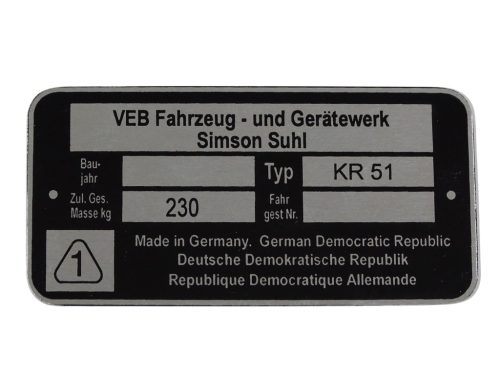 VEB Fahrzeug - und Gerätewerk
Simson Suhl
Bau-
jahr
Typ KR 51
Zul. Ges.
Masse kg 230
Fahr
gest Nr.
1
Made in Germany. German Democratic Republic
Deutsche Demokratische Republik
Republique Democratique Allemande